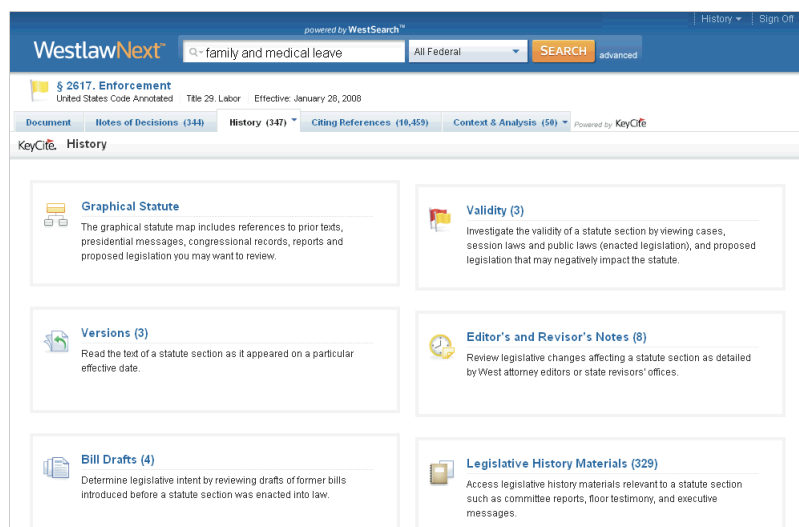 History
Sign Off
powered by WestSearch™
WestlawNext™
family and medical leave
All Federal
SEARCH
advanced
§ 2617. Enforcement
United States Code Annotated Title 29. Labor Effective: January 28, 2008
Document
Notes of Decisions (344)
History (347)
Citing References (10,459)
Context & Analysis (50)
Powered by KeyCite
KeyCite. History
Graphical Statute
The graphical statute map includes references to prior texts,
presidential messages, congressional records, reports and
proposed legislation you may want to review.
Validity (3)
Investigate the validity of a statute section by viewing cases,
session laws and public laws (enacted legislation), and proposed
legislation that may negatively impact the statute.
Versions (3)
Read the text of a statute section as it appeared on a particular
effective date.
Editor's and Revisor's Notes (8)
Review legislative changes affecting a statute section as detailed
by West attorney editors or state revisors' offices.
Bill Drafts (4)
Determine legislative intent by reviewing drafts of former bills
introduced before a statute section was enacted into law.
Legislative History Materials (329)
Access legislative history materials relevant to a statute section
such as committee reports, floor testimony, and executive
messages.